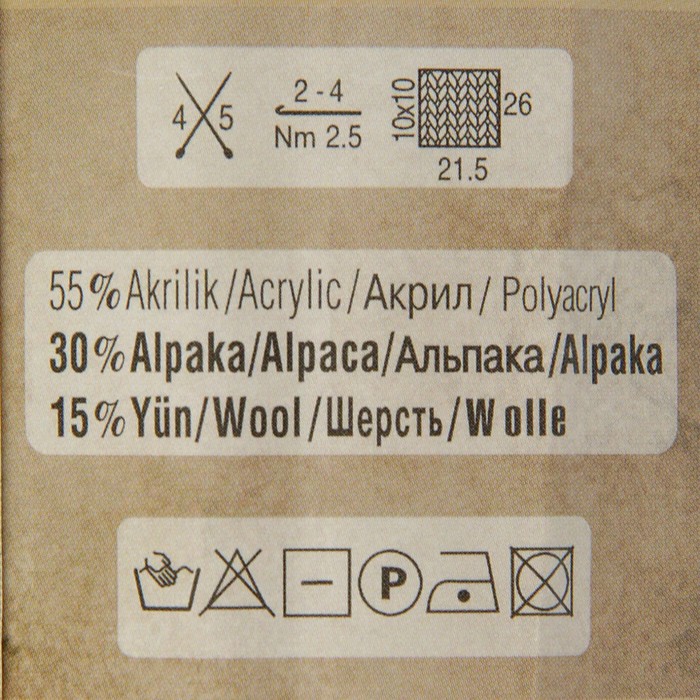 4 5
2 - 4
Nm 2.5
10x10
26
21.5
55% Akrilik/Acrylic/Акрил/ Polyacryl
30% Alpaka/Alpaca/Альпака/Alpaka
15% Yün/Wool/Шерсть/Wolle
P